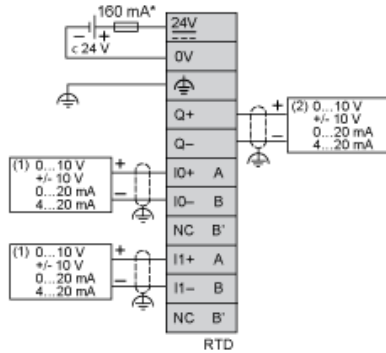 160 mA*
− +
c 24 V
24V
0V
Q+
Q−
I0+ A
I0− B
NC B'
I1+ A
I1− B
NC B'
RTD
+
−
(2) 0...10 V
+/- 10 V
0...20 mA
4...20 mA
(1) 0...10 V
+/- 10 V
0...20 mA
4...20 mA
+
−
(1) 0...10 V
+/- 10 V
0...20 mA
4...20 mA
+
−